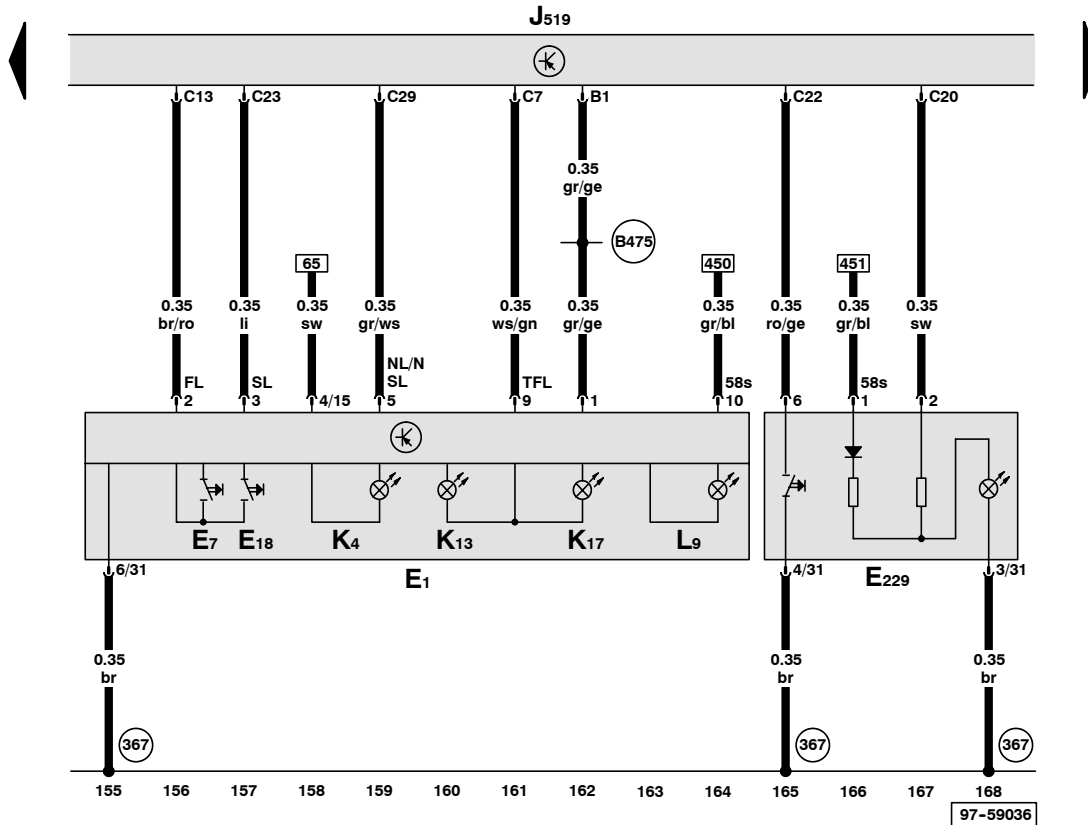 J519
C13 C23 C29 C7 B1 C22 C20
0.35
gr/ge
B475
65 450 451
0.35 0.35 0.35 0.35 0.35 0.35 0.35 0.35 0.35 0.35
br/ro li sw gr/ws ws/gn gr/ge gr/bl ro/ge gr/bl sw
NL/N
FL SL SL TFL 58s 58s
2 3 4/15 5 9 1 10 6 1 2
E7 E18 K4 K13 K17 L9
6/31 E1 4/31 E229 3/31
0.35 0.35 0.35
br br br
367 367 367
155 156 157 158 159 160 161 162 163 164 165 166 167 168
97-59036